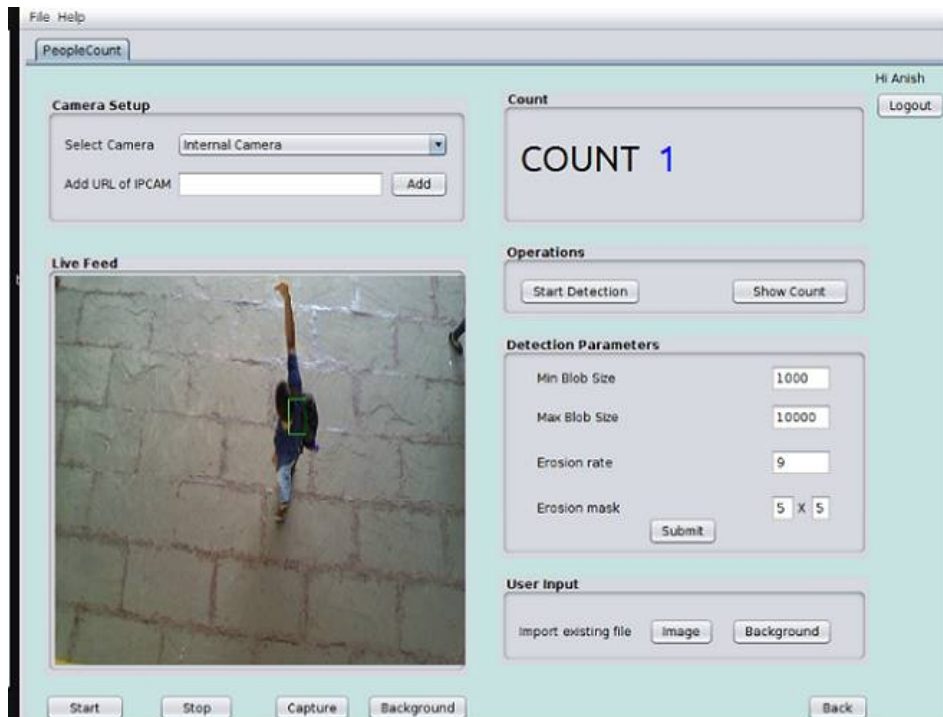 File Help
PeopleCount
Hi Anish
Logout
Camera Setup
Select Camera Internal Camera
Add URL of IPCAM Add
Count
COUNT 1
Live Feed
Operations
Start Detection Show Count
Detection Parameters
Min Blob Size 1000
Max Blob Size 10000
Erosion rate 9
Erosion mask 5 X 5
Submit
User Input
Import existing file Image Background
Start Stop Capture Background
Back